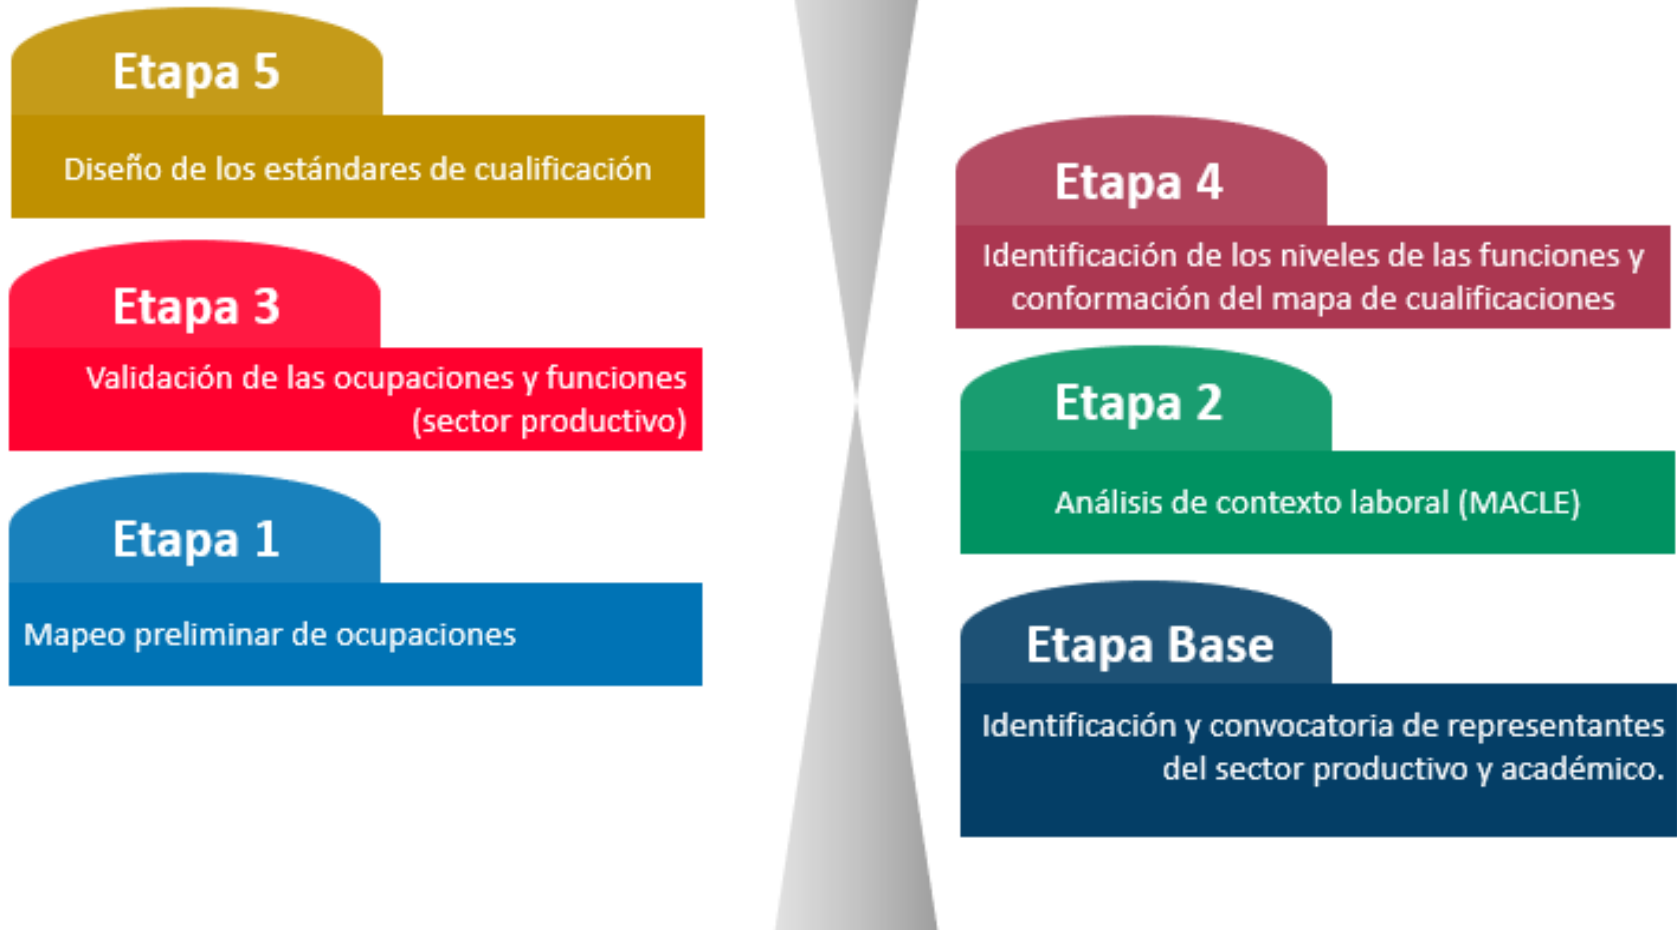 Etapa 5
Diseño de los estándares de cualificación
Etapa 4
Identificación de los niveles de las funciones y
conformación del mapa de cualificaciones
Etapa 3
Validación de las ocupaciones y funciones
(sector productivo)
Etapa 2
Análisis de contexto laboral (MACLE)
Etapa 1
Mapeo preliminar de ocupaciones
Etapa Base
Identificación y convocatoria de representantes
del sector productivo y académico.